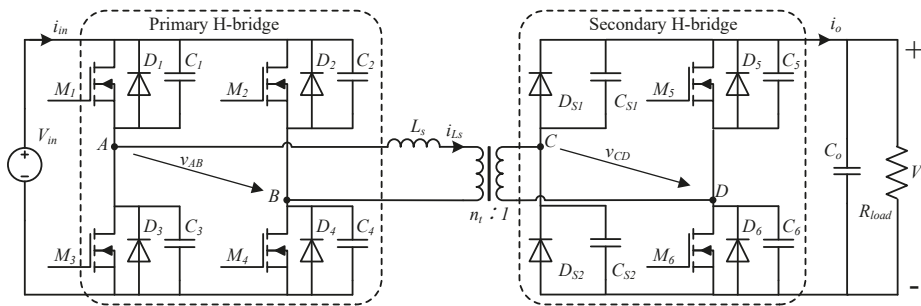 Primary H-bridge
Secondary H-bridge
i_in
i_o
D_1 C_1
D_2 C_2
D_5 C_5
M_1
M_2
D_S1 C_S1
M_5
+
V_in
A
L_s
i_Ls
C
v_AB
v_CD
C_o
V
B
D
n_t : 1
R_load
D_3 C_3
D_4 C_4
D_6 C_6
M_3
M_4
D_S2 C_S2
M_6
-